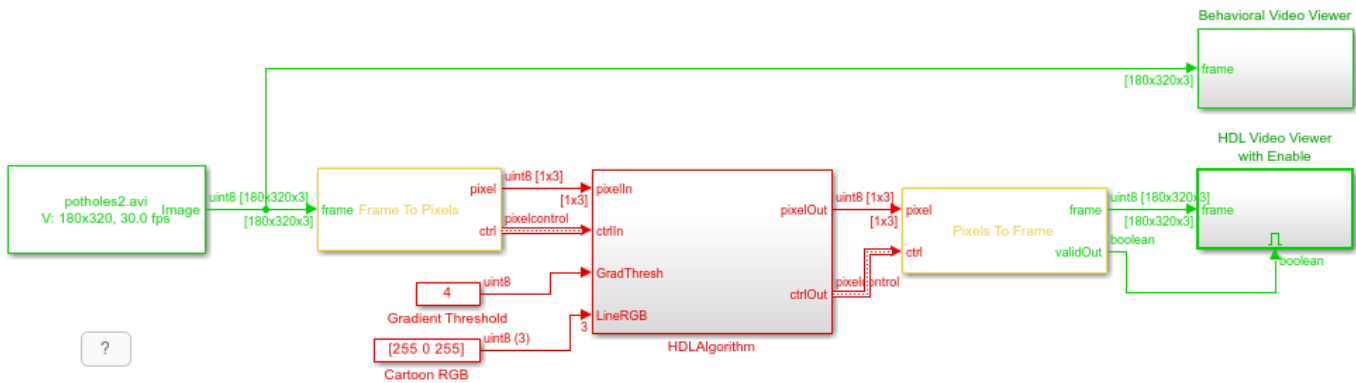 Behavioral Video Viewer
frame
[180x320x3]
HDL Video Viewer
with Enable
potholes2.avi
V: 180x320, 30.0 fps
Image
uint8 [180x320x3]
[180x320x3]
frame
Frame To Pixels
pixel
ctrl
uint8 [1x3]
[1x3]
pixelcontrol
pixelIn
ctrlIn
GradThresh
LineRGB
pixelOut
ctrlOut
HDLAlgorithm
4
uint8
Gradient Threshold
[255 0 255]
uint8 (3)
3
Cartoon RGB
uint8 [1x3]
[1x3]
pixelcontrol
pixel
ctrl
Pixels To Frame
frame
validOut
uint8 [180x320x3]
[180x320x3]
boolean
frame
boolean
?